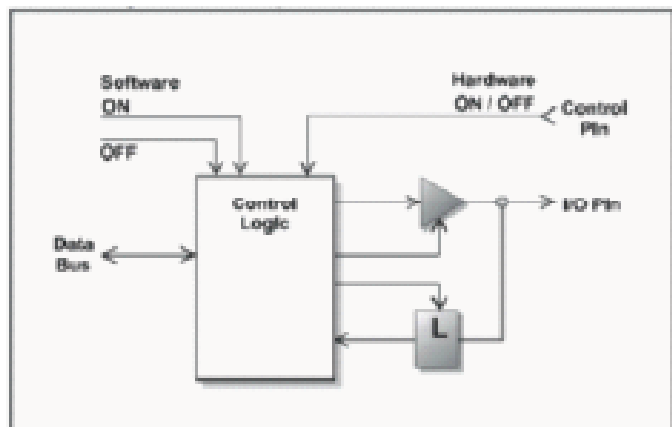 Software
ON
OFF
Hardware
ON / OFF
Control
Pin
Control
Logic
I/O Pin
Data
Bus
L